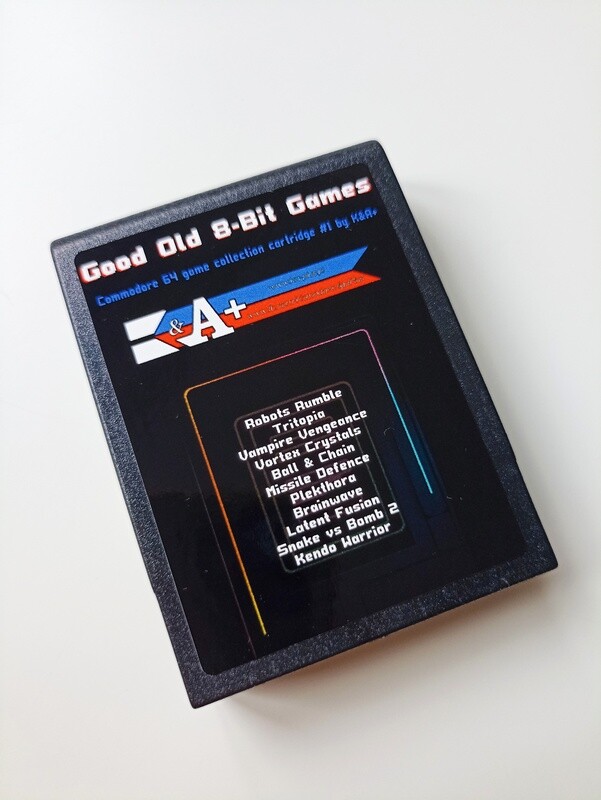 Good Old 8-Bit Games
Commodore 64 game collection cartridge #1 by K&A+
K&A+
Robots Rumble
Tritopia
Vampire Vengeance
Vortex Crystals
Ball & Chain
Missile Defence
Plekthora
Brainwave
Latent Fusion
Snake vs Bomb 2
Kendo Warrior